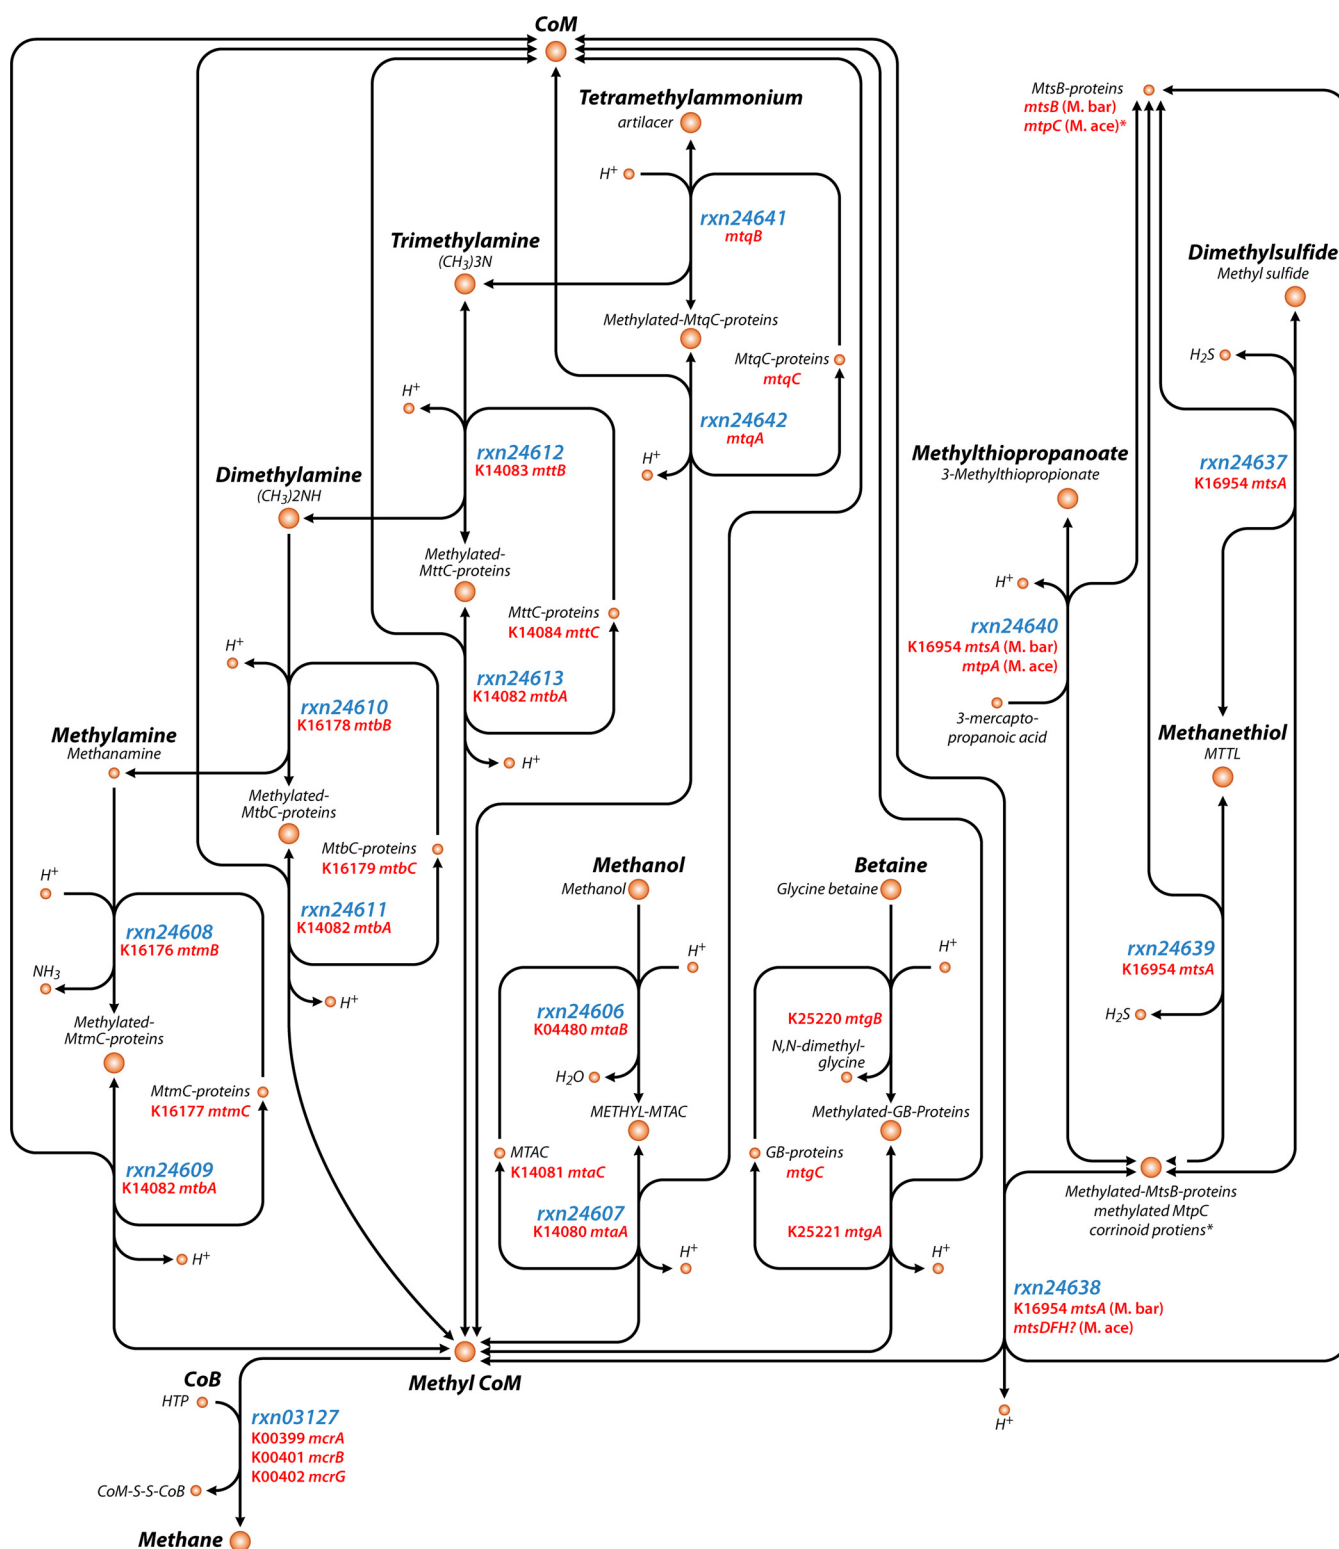 CoM
Tetramethylammonium
artilacer
H+
rxn24641
mtqB
MtsB-proteins
mtsB (M. bar)
mtpC (M. ace)*
Trimethylamine
(CH3)3N
Methylated-MtqC-proteins
MtqC-proteins
mtqC
Dimethylsulfide
Methyl sulfide
H2S
rxn24637
K16954 mtsA
H+
rxn24612
K14083 mttB
rxn24642
mtqA
H+
Dimethylamine
(CH3)2NH
Methylated-
MttC-proteins
MttC-proteins
K14084 mttC
Methylthiopropanoate
3-Methylthiopropionate
H+
rxn24640
K16954 mtsA (M. bar)
mtpA (M. ace)
3-mercapto-
propanoic acid
H+
rxn24610
K16178 mtbB
rxn24613
K14082 mtbA
H+
Methylamine
Methanamine
Methylated-
MtbC-proteins
MtbC-proteins
K16179 mtbC
Methanethiol
MTTL
H+
rxn24608
K16176 mtmB
NH3
rxn24611
K14082 mtbA
H+
Methanol
Methanol
H+
rxn24606
K04480 mtaB
H2O
METHYL-MTAC
MTAC
K14081 mtaC
rxn24607
K14080 mtaA
H+
Betaine
Glycine betaine
H+
K25220 mtgB
N,N-dimethyl-
glycine
Methylated-GB-Proteins
GB-proteins
mtgC
K25221 mtgA
H+
rxn24639
K16954 mtsA
H2S
Methylated-
MtmC-proteins
MtmC-proteins
K16177 mtmC
rxn24609
K14082 mtbA
H+
Methylated-MtsB-proteins
methylated MtpC
corrinoid protiens*
rxn24638
K16954 mtsA (M. bar)
mtsDFH? (M. ace)
H+
Methyl CoM
CoB
HTP
rxn03127
K00399 mcrA
K00401 mcrB
K00402 mcrG
CoM-S-S-CoB
Methane